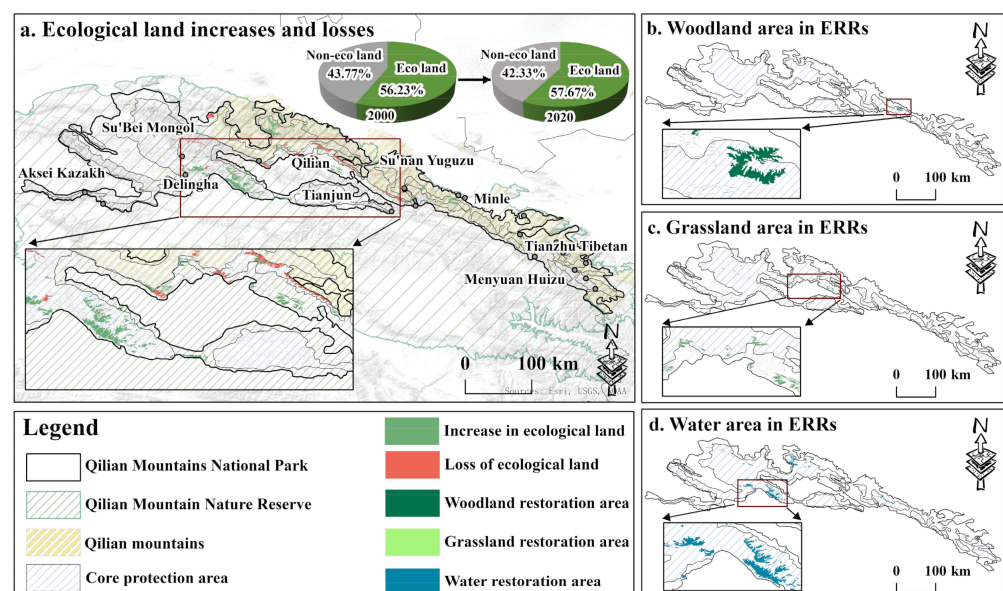 a. Ecological land increases and losses
Non-eco land
43.77%
Eco land
56.23%
2000
Non-eco land
42.33%
Eco land
57.67%
2020
Su'Bei Mongol
Aksei Kazakh
Delingha
Qilian
Tianjun
Su'nan Yuguzu
Minle
Tianzhu Tibetan
Menyuan Huizu
N
0 100 km
Sources: Esri, USGS,
b. Woodland area in ERRs
N
0 100 km
c. Grassland area in ERRs
N
0 100 km
d. Water area in ERRs
N
0 100 km
Legend
Qilian Mountains National Park
Qilian Mountain Nature Reserve
Qilian mountains
Core protection area
Increase in ecological land
Loss of ecological land
Woodland restoration area
Grassland restoration area
Water restoration area